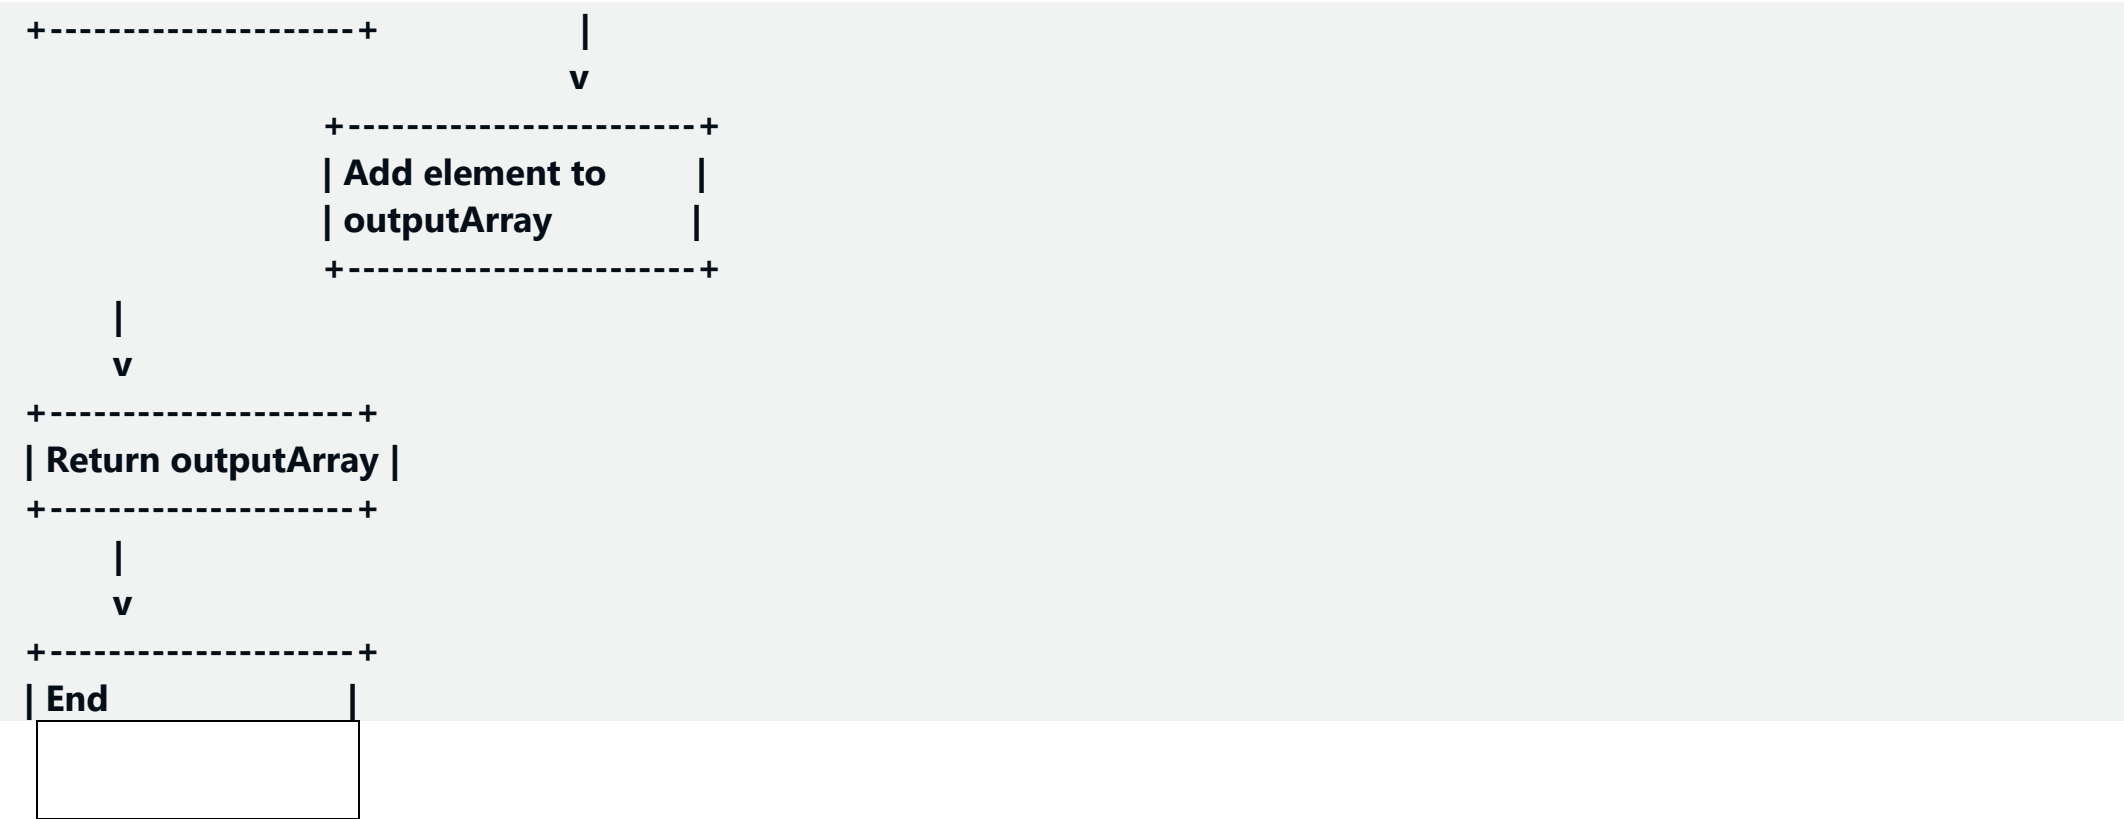 +---------------------+                    |
                                           v
                        +------------------------+
                        | Add element to         |
                        | outputArray            |
                        +------------------------+
        |
        v
+---------------------+
| Return outputArray |
+---------------------+
        |
        v
+---------------------+
| End                 |